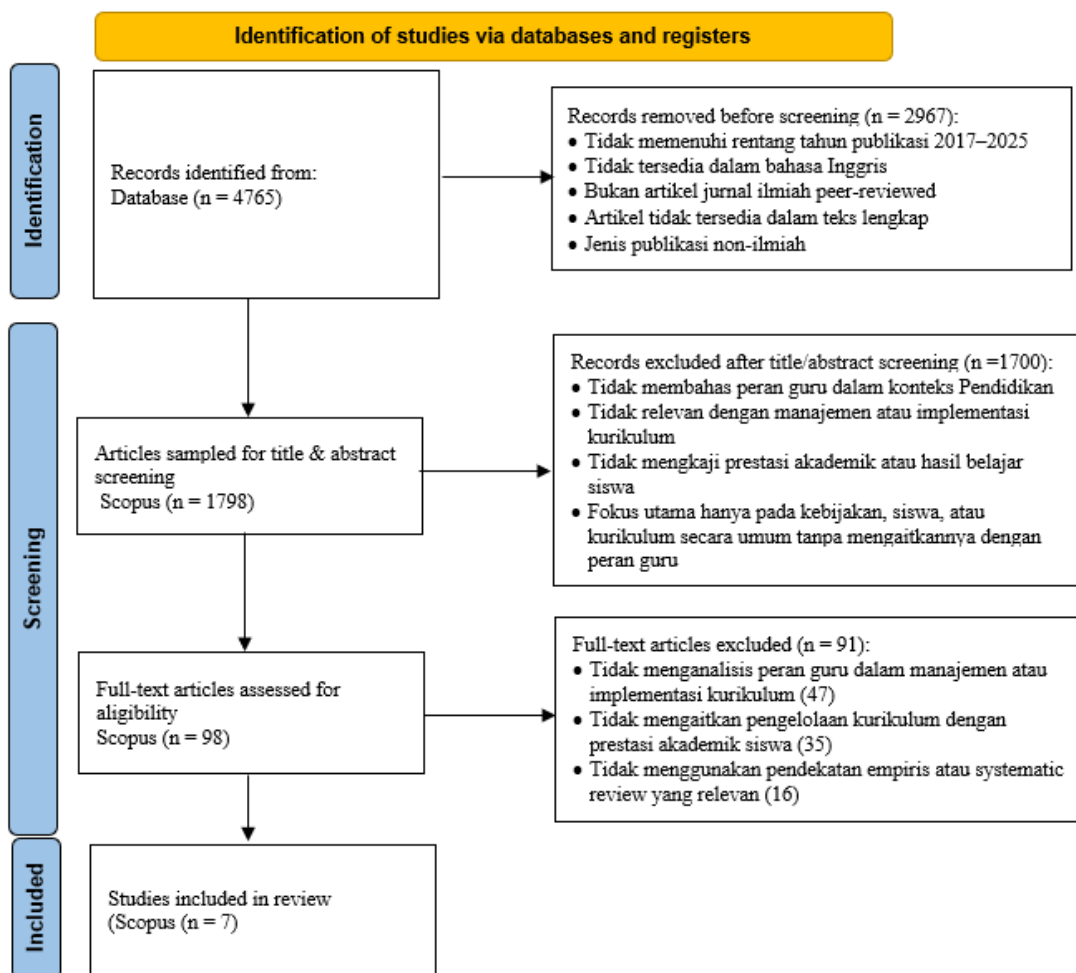 Identification of studies via databases and registers
Identification
Records identified from:
Database (n = 4765)
Records removed before screening (n = 2967):
● Tidak memenuhi rentang tahun publikasi 2017–2025
● Tidak tersedia dalam bahasa Inggris
● Bukan artikel jurnal ilmiah peer-reviewed
● Artikel tidak tersedia dalam teks lengkap
● Jenis publikasi non-ilmiah
Screening
Articles sampled for title & abstract
screening
Scopus (n = 1798)
Records excluded after title/abstract screening (n =1700):
● Tidak membahas peran guru dalam konteks Pendidikan
● Tidak relevan dengan manajemen atau implementasi
kurikulum
● Tidak mengkaji prestasi akademik atau hasil belajar
siswa
● Fokus utama hanya pada kebijakan, siswa, atau
kurikulum secara umum tanpa mengaitkannya dengan
peran guru
Full-text articles assessed for
aligibility
Scopus (n = 98)
Full-text articles excluded (n = 91):
● Tidak menganalisis peran guru dalam manajemen atau
implementasi kurikulum (47)
● Tidak mengaitkan pengelolaan kurikulum dengan
prestasi akademik siswa (35)
● Tidak menggunakan pendekatan empiris atau systematic
review yang relevan (16)
Included
Studies included in review
(Scopus (n = 7)